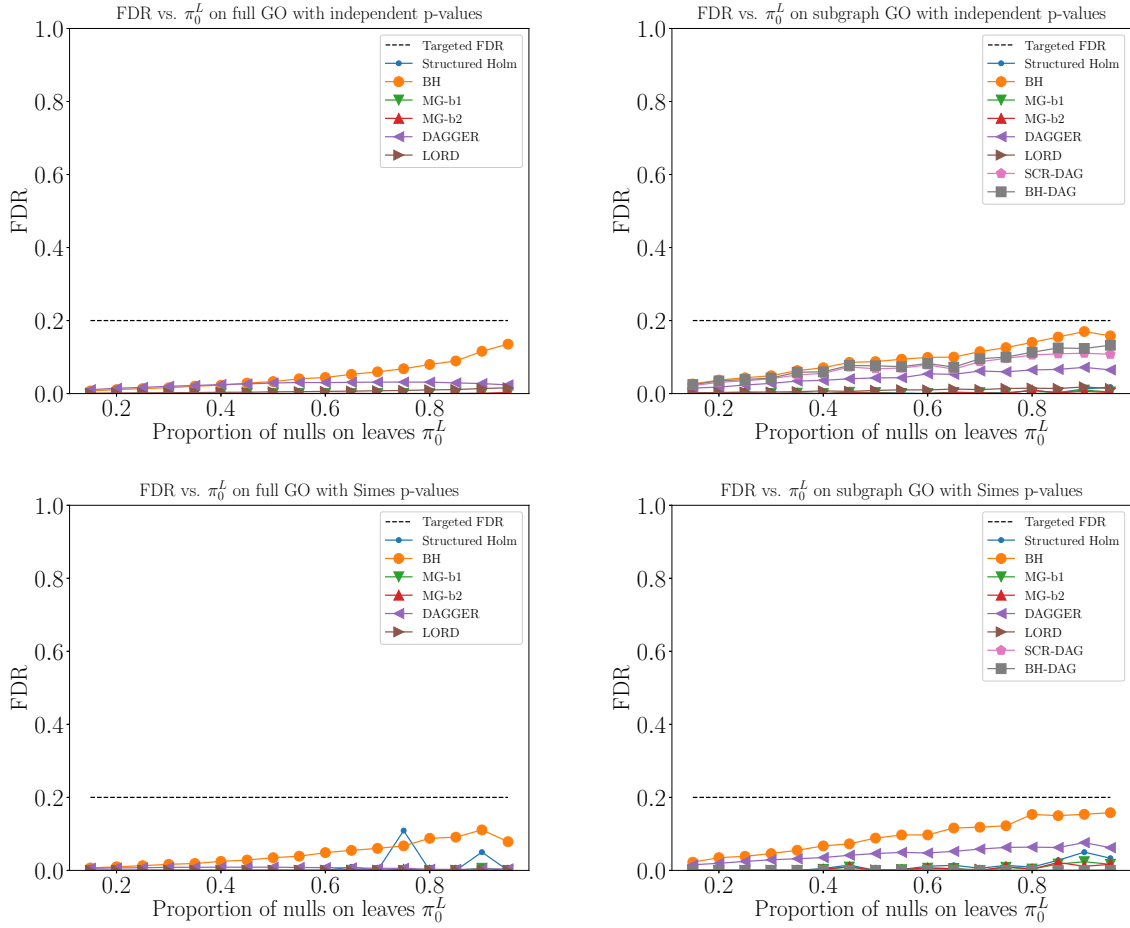 FDR vs. π₀ᴸ on full GO with independent p-values
1.0
0.8
0.6
0.4
0.2
0.0
FDR
Targeted FDR
Structured Holm
BH
MG-b1
MG-b2
DAGGER
LORD
0.2 0.4 0.6 0.8
Proportion of nulls on leaves π₀ᴸ
FDR vs. π₀ᴸ on subgraph GO with independent p-values
1.0
0.8
0.6
0.4
0.2
0.0
FDR
Targeted FDR
Structured Holm
BH
MG-b1
MG-b2
DAGGER
LORD
SCR-DAG
BH-DAG
0.2 0.4 0.6 0.8
Proportion of nulls on leaves π₀ᴸ
FDR vs. π₀ᴸ on full GO with Simes p-values
1.0
0.8
0.6
0.4
0.2
0.0
FDR
Targeted FDR
Structured Holm
BH
MG-b1
MG-b2
DAGGER
LORD
0.2 0.4 0.6 0.8
Proportion of nulls on leaves π₀ᴸ
FDR vs. π₀ᴸ on subgraph GO with Simes p-values
1.0
0.8
0.6
0.4
0.2
0.0
FDR
Targeted FDR
Structured Holm
BH
MG-b1
MG-b2
DAGGER
LORD
SCR-DAG
BH-DAG
0.2 0.4 0.6 0.8
Proportion of nulls on leaves π₀ᴸ